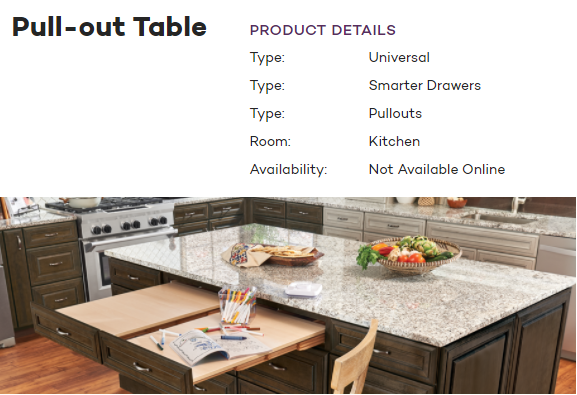 Pull-out Table
PRODUCT DETAILS
Type: Universal
Type: Smarter Drawers
Type: Pullouts
Room: Kitchen
Availability: Not Available Online